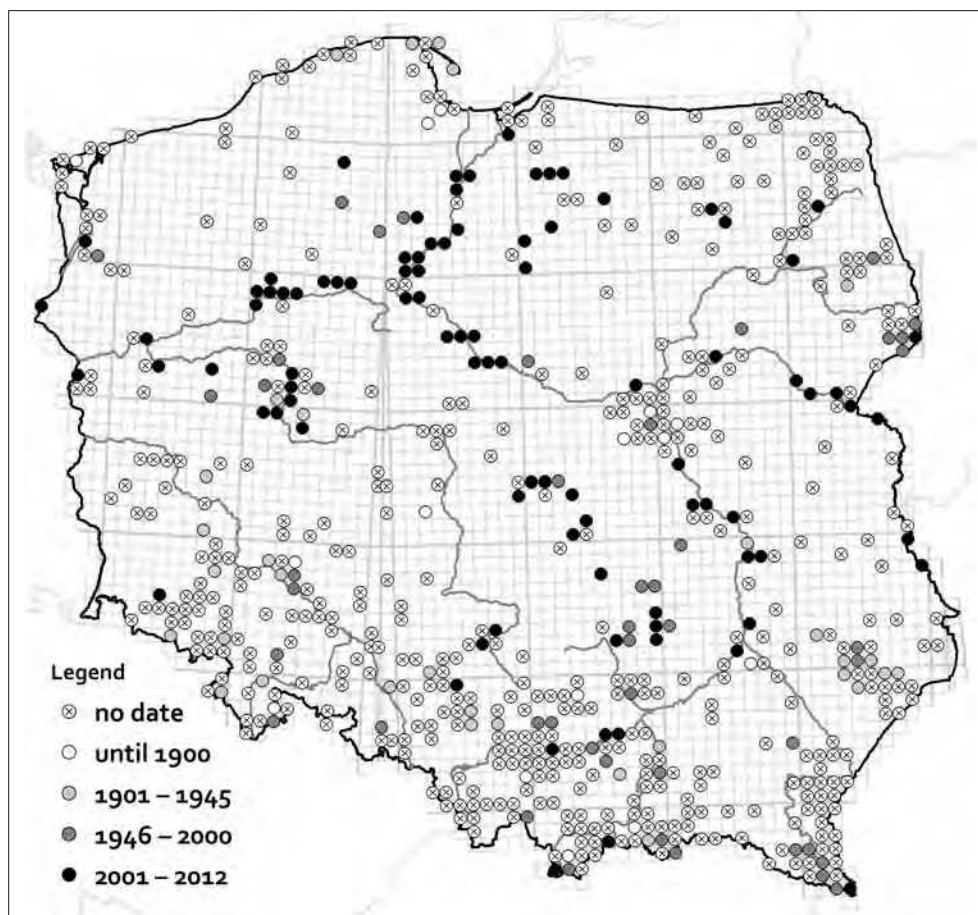 Legend
no date
until 1900
1901 – 1945
1946 – 2000
2001 – 2012